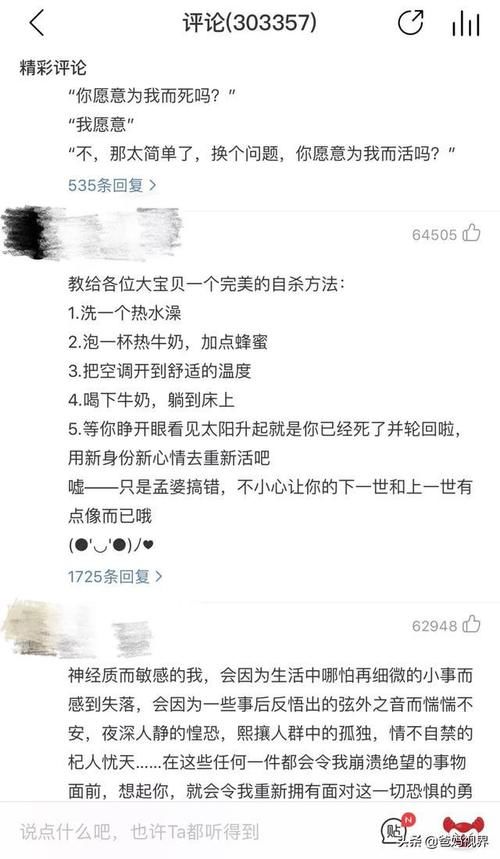 评论(303357)
精彩评论
“你愿意为我而死吗？”
“我愿意”
“不，那太简单了，换个问题，你愿意为我而活吗？”
535条回复 >
64505
教给各位大宝贝一个完美的自杀方法：
1.洗一个热水澡
2.泡一杯热牛奶，加点蜂蜜
3.把空调开到舒适的温度
4.喝下牛奶，躺到床上
5.等你睁开眼看见太阳升起就是你已经死了并轮回啦，
用新身份新心情去重新活吧
嘘——只是孟婆搞错，不小心让你的下一世和上一世有
点像而已哦
(●'◡'●)ﾉ♥
1725条回复 >
62948
神经质而敏感的我，会因为生活中哪怕再细微的小事而
感到失落，会因为一些事后反悟出的弦外之音而惴惴不
安，夜深人静的惶恐，熙攘人群中的孤独，情不自禁的
杞人忧天……在这些任何一件都会令我崩溃绝望的事物
面前，想起你，就会令我重新拥有面对这一切恐惧的勇
说点什么吧，也许Ta都听得到
贴
N
头条 @爸妈视界